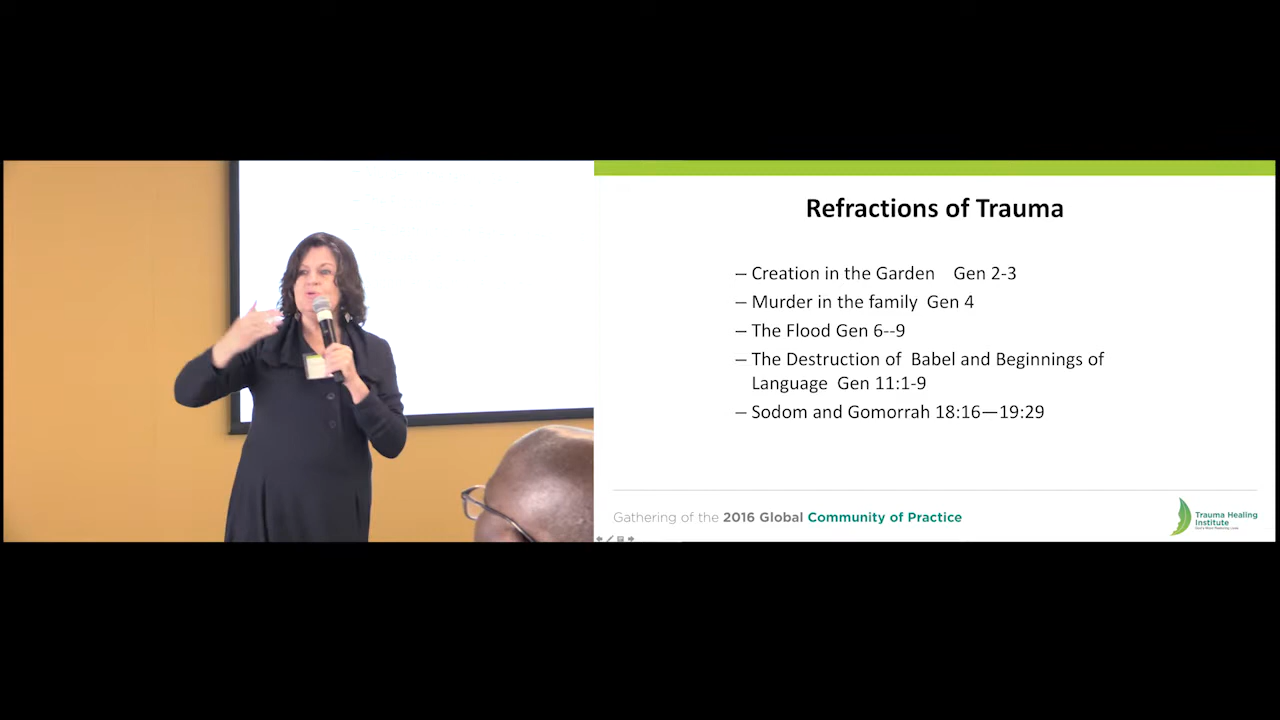 Refractions of Trauma
– Creation in the Garden Gen 2-3
– Murder in the family Gen 4
– The Flood Gen 6--9
– The Destruction of Babel and Beginnings of
Language Gen 11:1-9
– Sodom and Gomorrah 18:16—19:29
Gathering of the 2016 Global Community of Practice
Trauma Healing
Institute